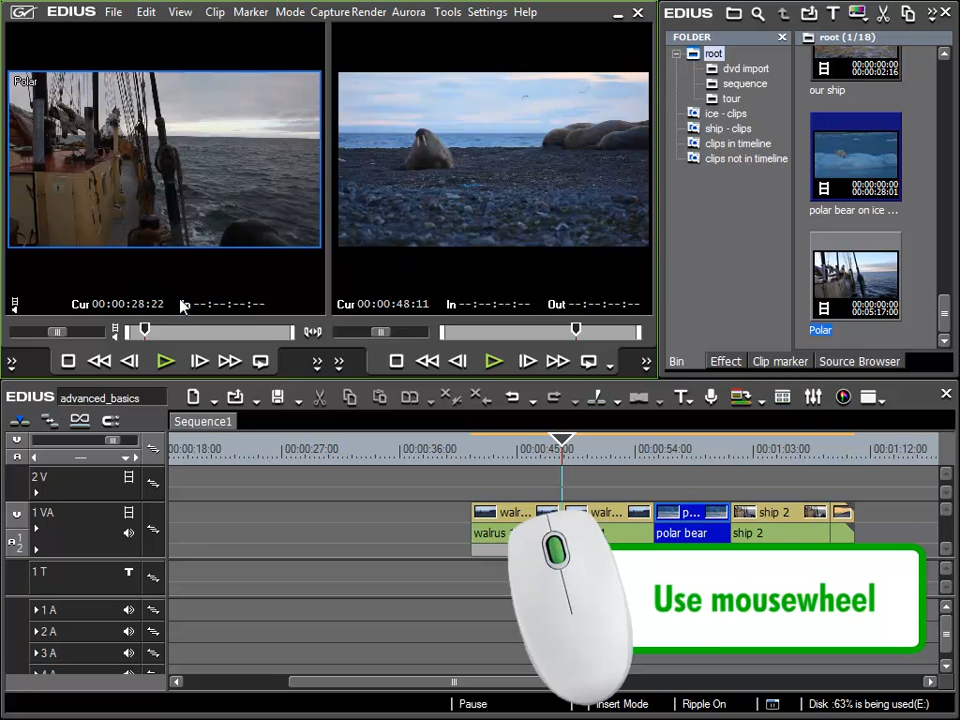 EDIUS File Edit View Clip Marker Mode Capture Render Aurora Tools Settings Help
Polar
Cur 00:00:28:22 In --:--:--:--
Cur 00:00:48:11 In --:--:--:-- Out --:--:--:--
EDIUS
FOLDER
root
dvd import
sequence
tour
ice - clips
ship - clips
clips in timeline
clips not in timeline
root (1/18)
00:00:00:00
00:00:02:16
our ship
00:00:00:00
00:00:28:01
polar bear on ice ...
00:00:00:00
00:05:17:00
Polar
Bin Effect Clip marker Source Browser
EDIUS advanced_basics
Sequence1
00:00:18:00 00:00:27:00 00:00:36:00 00:00:45:00 00:00:54:00 00:01:03:00 00:01:12:00
2 V
1 VA
walr... walr... p... ship 2
walrus polar bear ship 2
A 1 2
1 T T
1 A
2 A
3 A
Use mousewheel
Pause Insert Mode Ripple On Disk :63% is being used(E:)